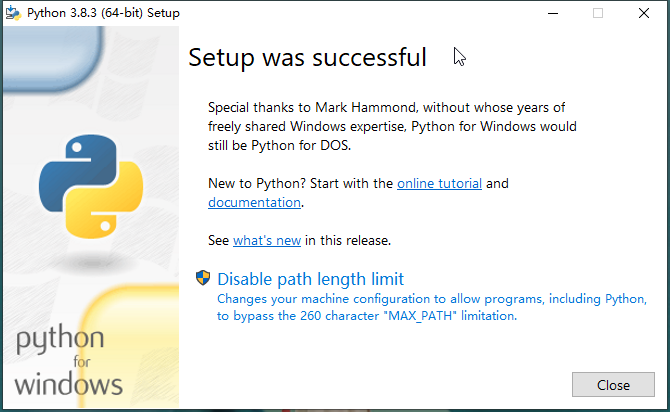 Python 3.8.3 (64-bit) Setup
Setup was successful
Special thanks to Mark Hammond, without whose years of
freely shared Windows expertise, Python for Windows would
still be Python for DOS.
New to Python? Start with the online tutorial and
documentation.
See what's new in this release.
Disable path length limit
Changes your machine configuration to allow programs, including Python,
to bypass the 260 character "MAX_PATH" limitation.
python
for
windows
Close